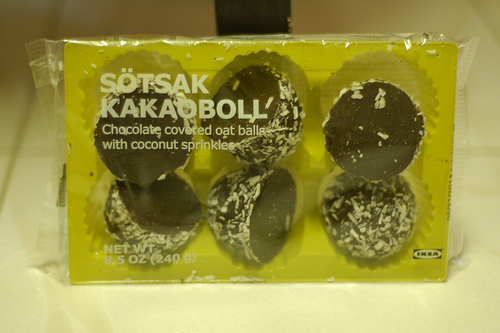 SÖTSAK
KAKAOBOLL
Chocolate covered oat balls
with coconut sprinkles
NET WT
8.5 OZ (240 g)
IKEA